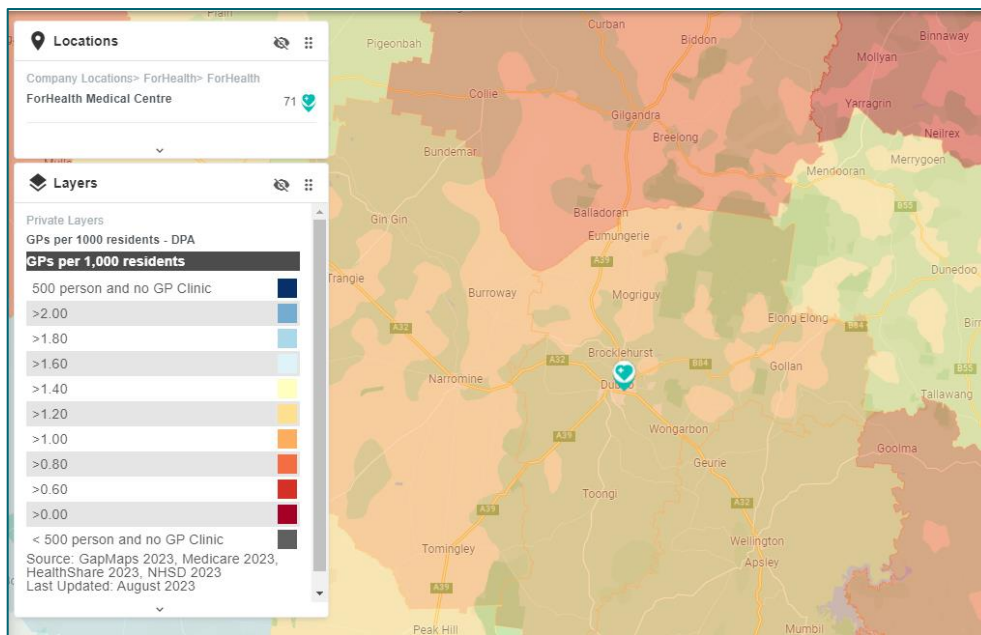 Locations
Company Locations> ForHealth> ForHealth
ForHealth Medical Centre 71
Layers
Private Layers
GPs per 1000 residents - DPA
GPs per 1,000 residents
500 person and no GP Clinic
>2.00
>1.80
>1.60
>1.40
>1.20
>1.00
>0.80
>0.60
>0.00
< 500 person and no GP Clinic
Source: GapMaps 2023, Medicare 2023,
HealthShare 2023, NHSD 2023
Last Updated: August 2023
Plain
Curban
Binnaway
Pigeonbah
Biddon
Mollyan
Collie
Yarragrin
Gilgandra
Breelong
Neilrex
Bundemar
Merrygoen
Mendooran
B55
Balladoran
Gin Gin
Eumungerie
A39
Dunedoo
Trangie
Burroway
Mogriguy
Elong Elong
B84
A32
Brocklehurst
A32
B84
Gollan
B55
Narromine
Tallawang
Wongarbon
A39
Goolma
Geurie
Toongi
A32
A39
Wellington
Tomingley
Apsley
A39
Peak Hill
Mumbil